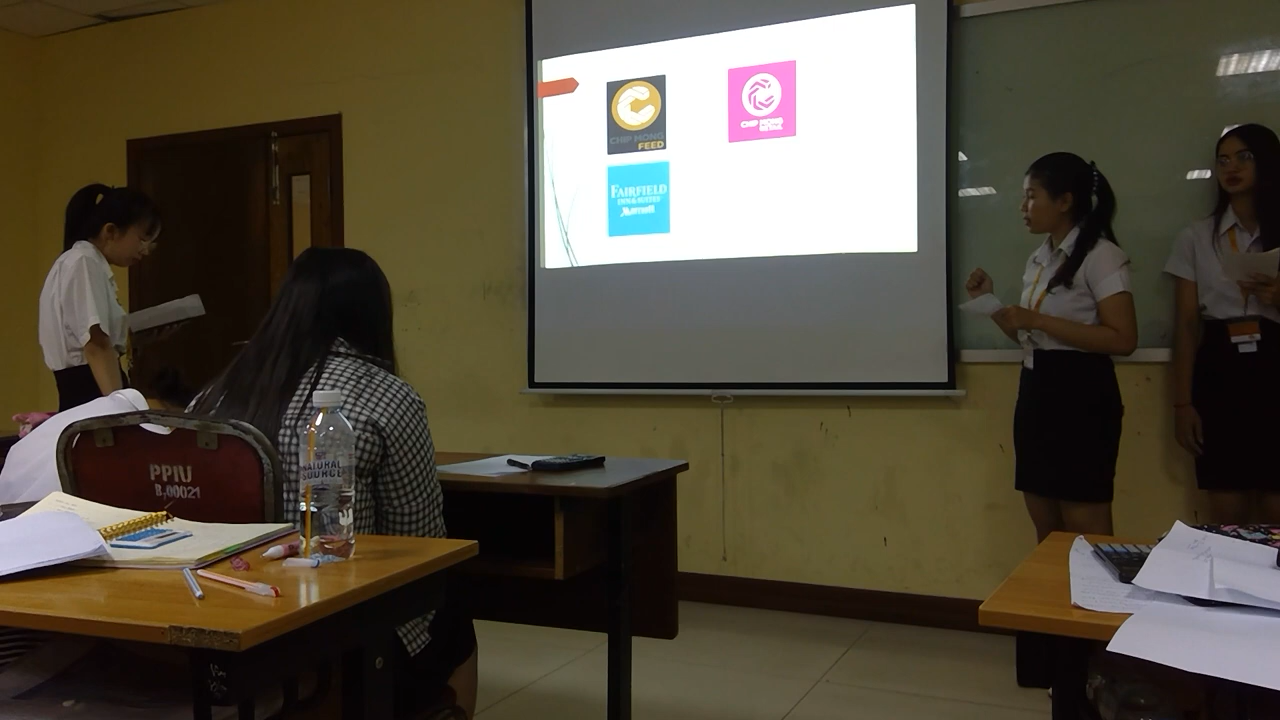 CHIP MONG
FEED
CHIP MONG
RETAIL
FAIRFIELD
INN & SUITES
Marriott
PPIU
B.00021
NATURAL
SOURCE